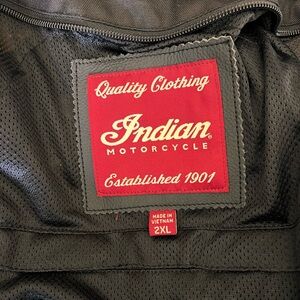 Quality Clothing
Indian
MOTORCYCLE
Established 1901
MADE IN
VIETNAM
2XL